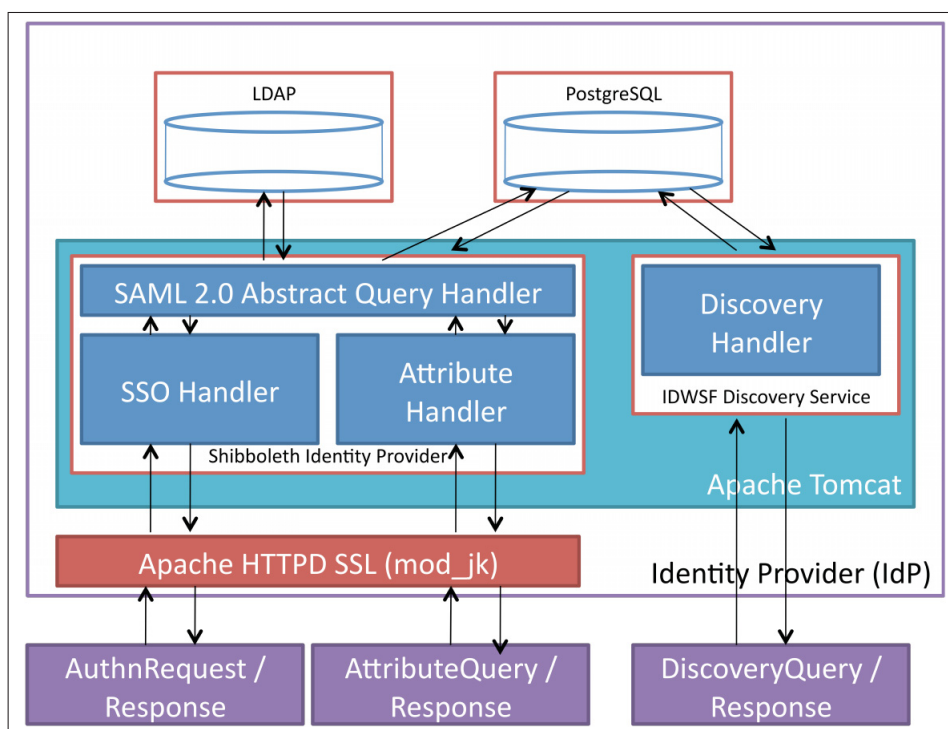 LDAP
PostgreSQL
SAML 2.0 Abstract Query Handler
SSO Handler
Attribute
Handler
Shibboleth Identity Provider
Discovery
Handler
IDWSF Discovery Service
Apache Tomcat
Apache HTTPD SSL (mod_jk)
Identity Provider (IdP)
AuthnRequest /
Response
AttributeQuery /
Response
DiscoveryQuery /
Response